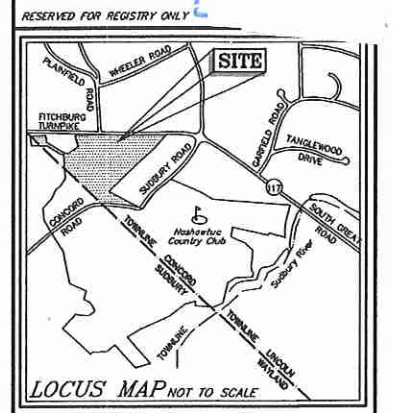 RESERVED FOR REGISTRY ONLY
PLAINFIELD
ROAD
WHEELER ROAD
SITE
FITCHBURG
TURNPIKE
GARFIELD ROAD
TANGLEWOOD
DRIVE
SUDBURY ROAD
117
CONCORD
ROAD
SOUTH GREAT
ROAD
Nashawtuc
Country Club
TOWNLINE
CONCORD
SUDBURY
Sudbury River
TOWNLINE
TOWNLINE
LINCOLN
WAYLAND
LOCUS MAP NOT TO SCALE